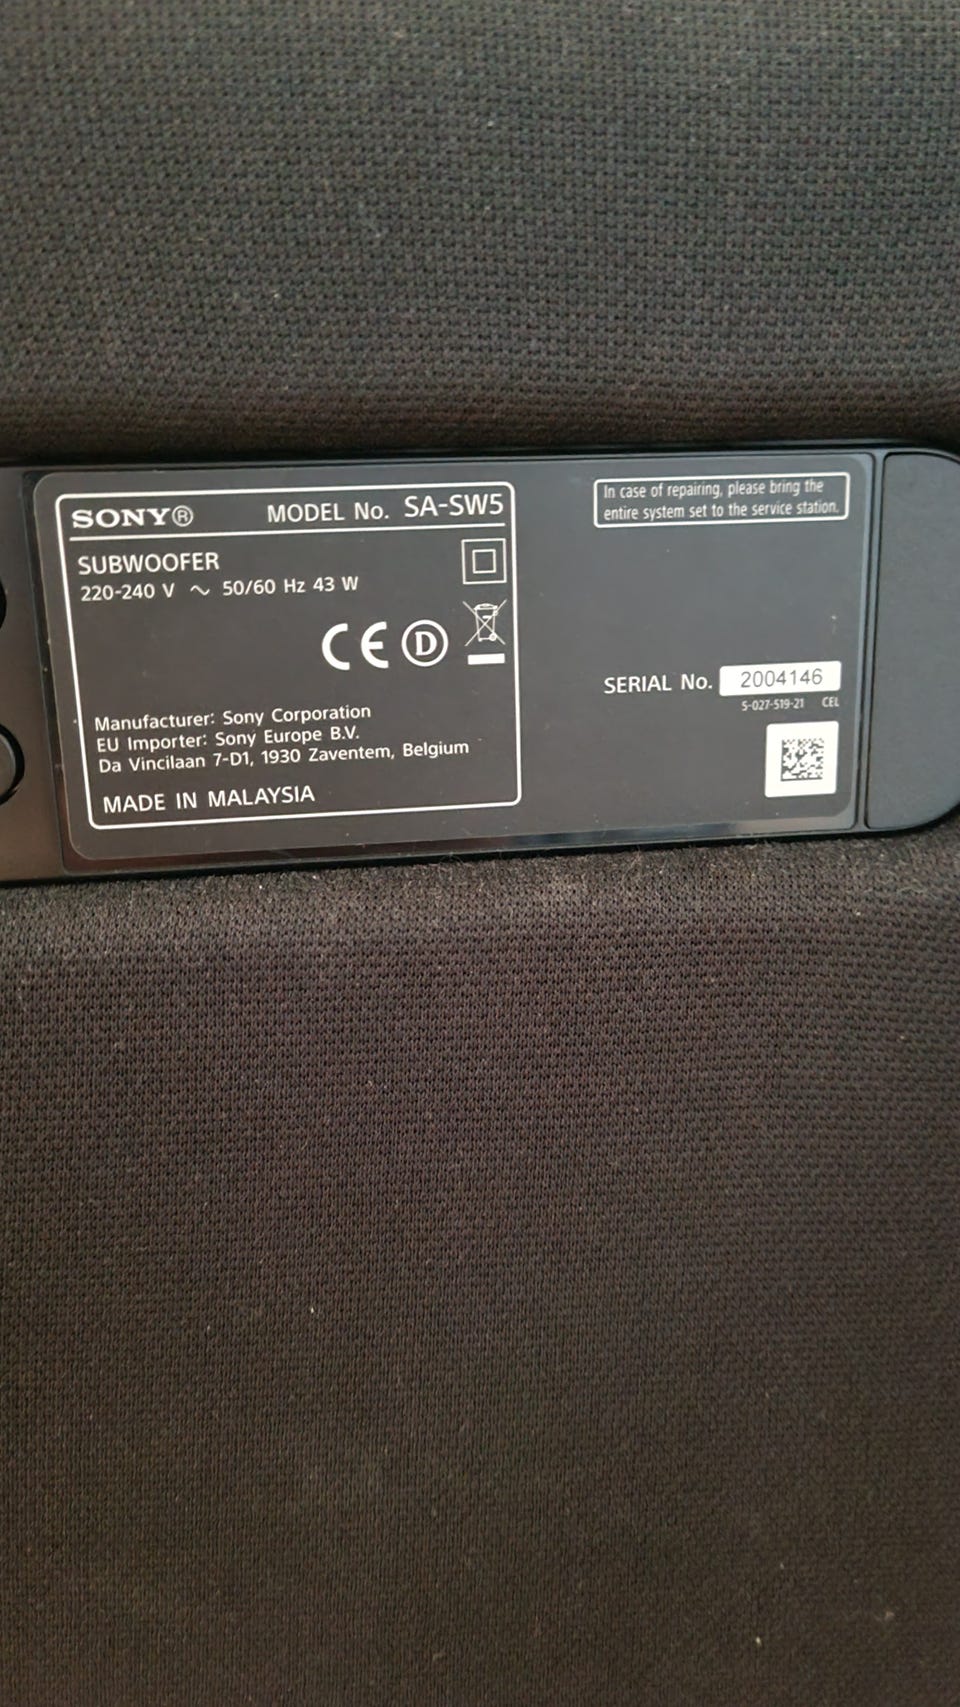 SONY® MODEL No. SA-SW5
SUBWOOFER
220-240 V ~ 50/60 Hz 43 W
CE D
Manufacturer: Sony Corporation
EU Importer: Sony Europe B.V.
Da Vincilaan 7-D1, 1930 Zaventem, Belgium
MADE IN MALAYSIA
In case of repairing, please bring the
entire system set to the service station.
SERIAL No. 2004146
5-027-519-21 CEL